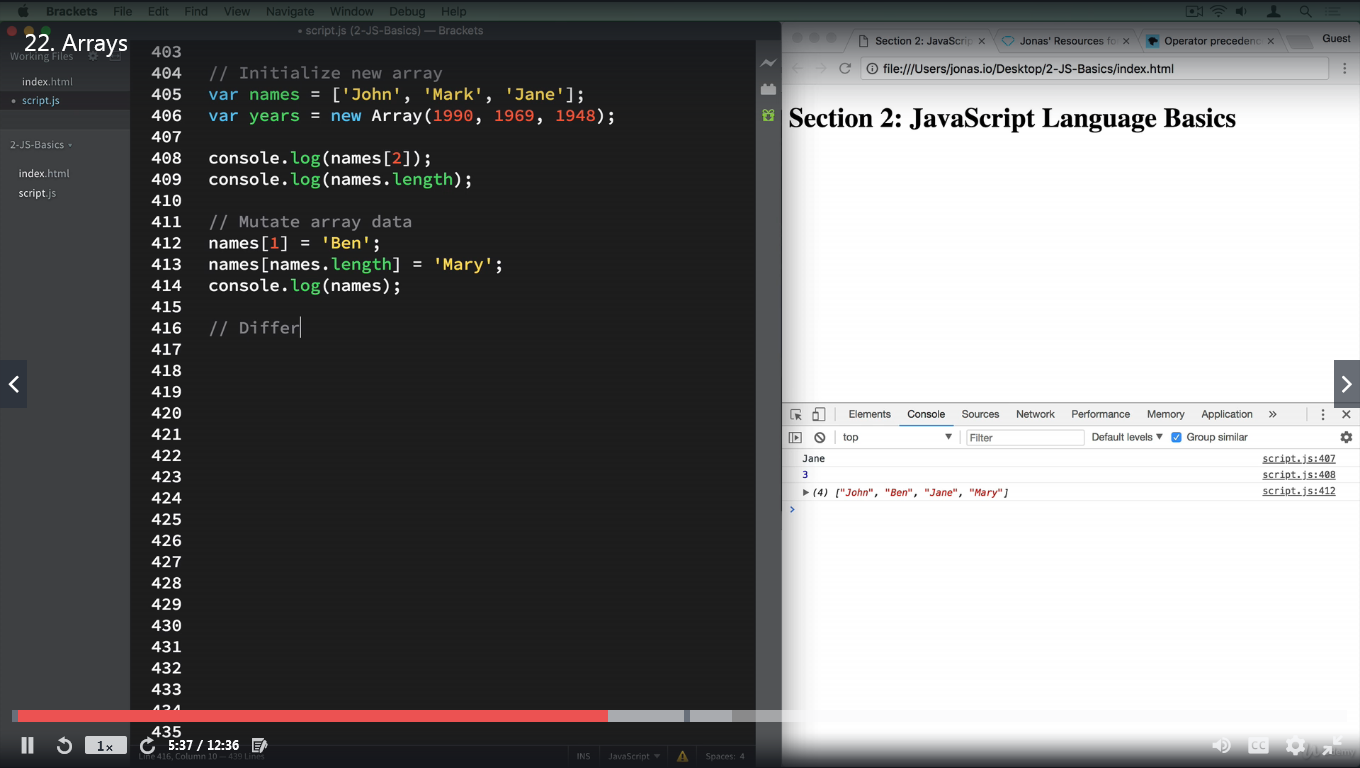 Brackets File Edit Find View Navigate Window Debug Help
• script.js (2-JS-Basics) — Brackets
22. Arrays
Working Files
index.html
• script.js
2-JS-Basics
index.html
script.js
403
404 // Initialize new array
405 var names = ['John', 'Mark', 'Jane'];
406 var years = new Array(1990, 1969, 1948);
407
408 console.log(names[2]);
409 console.log(names.length);
410
411 // Mutate array data
412 names[1] = 'Ben';
413 names[names.length] = 'Mary';
414 console.log(names);
415
416 // Differ
417
418
419
420
421
422
423
424
425
426
427
428
429
430
431
432
433
434
435
Section 2: JavaScrip × Jonas' Resources fo × Operator precedenc × Guest
file:///Users/jonas.io/Desktop/2-JS-Basics/index.html
Section 2: JavaScript Language Basics
Elements Console Sources Network Performance Memory Application »
top Filter Default levels Group similar
Jane script.js:407
3 script.js:408
(4) ["John", "Ben", "Jane", "Mary"] script.js:412
1x 5:37 / 12:36 CC
Line 416, Column 10 — 439 Lines INS JavaScript Spaces: 4